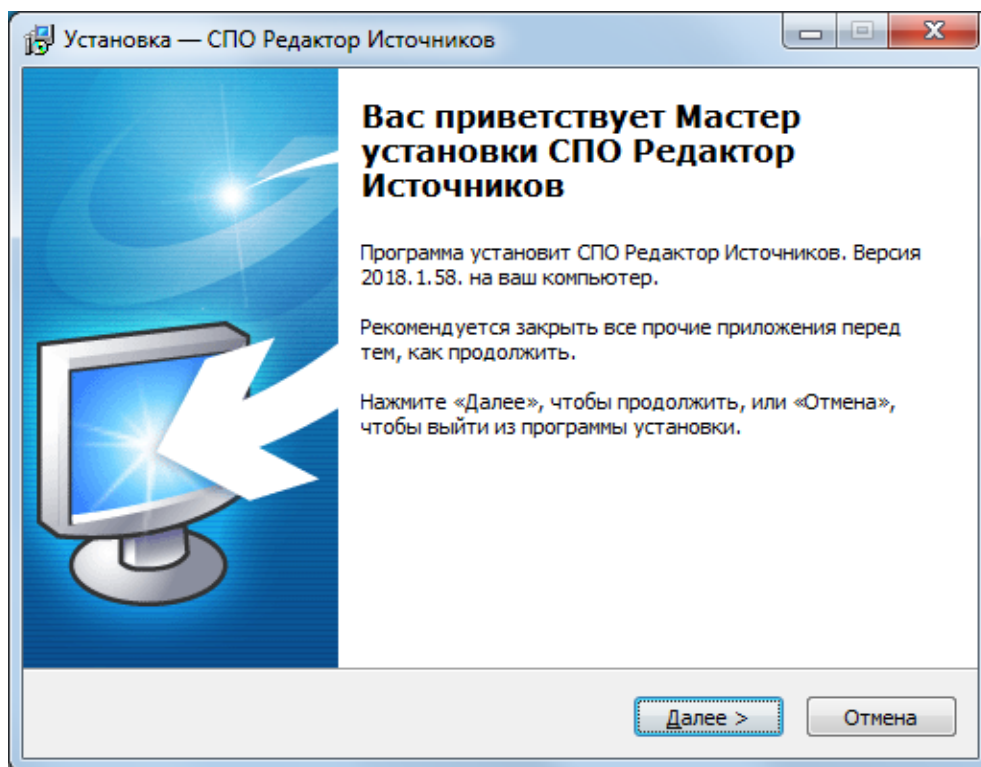 Установка — СПО Редактор Источников
Вас приветствует Мастер
установки СПО Редактор
Источников
Программа установит СПО Редактор Источников. Версия
2018.1.58. на ваш компьютер.
Рекомендуется закрыть все прочие приложения перед
тем, как продолжить.
Нажмите «Далее», чтобы продолжить, или «Отмена»,
чтобы выйти из программы установки.
Далее >
Отмена